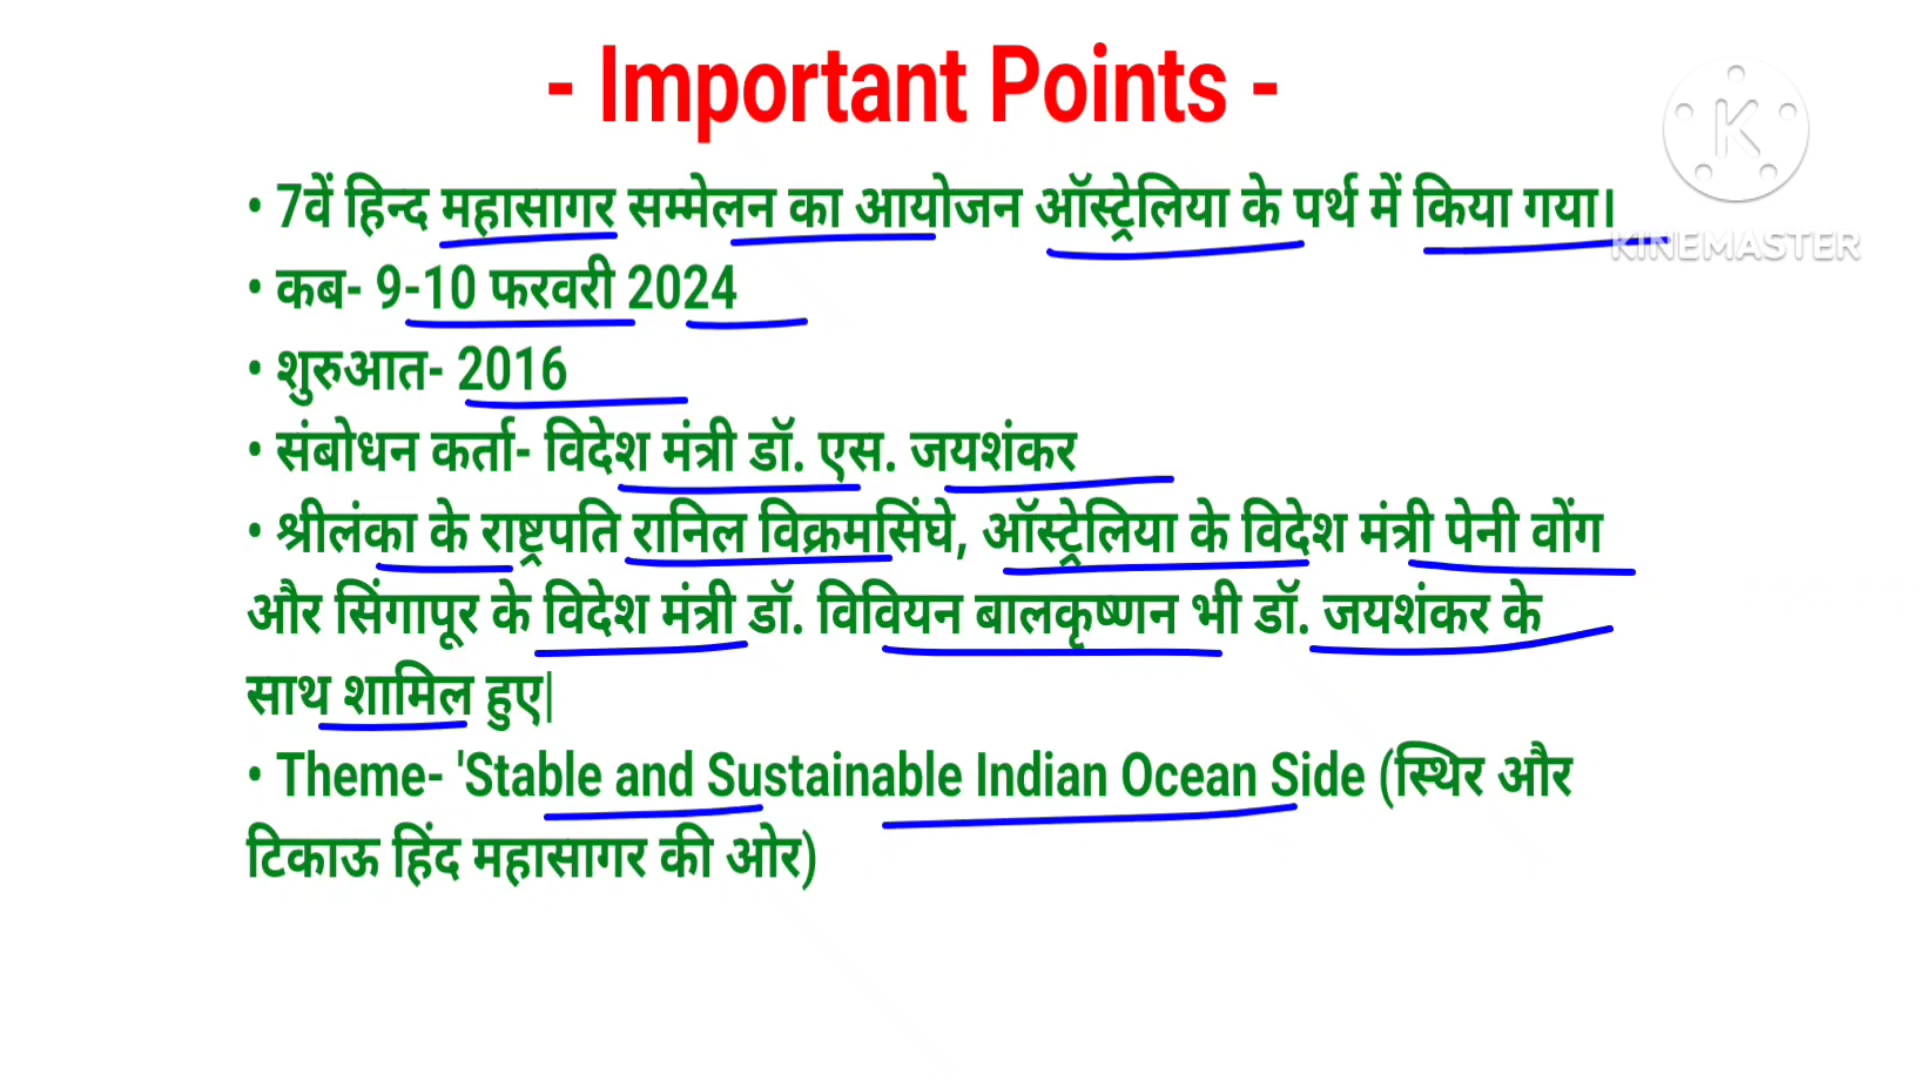 - Important Points -
• 7वें हिन्द महासागर सम्मेलन का आयोजन ऑस्ट्रेलिया के पर्थ में किया गया।
K
KINEMASTER
• कब- 9-10 फरवरी 2024
• शुरुआत- 2016
• संबोधन कर्ता- विदेश मंत्री डॉ. एस. जयशंकर
• श्रीलंका के राष्ट्रपति रानिल विक्रमसिंघे, ऑस्ट्रेलिया के विदेश मंत्री पेनी वोंग
और सिंगापूर के विदेश मंत्री डॉ. विवियन बालकृष्णन भी डॉ. जयशंकर के
साथ शामिल हुए|
• Theme- 'Stable and Sustainable Indian Ocean Side (स्थिर और
टिकाऊ हिंद महासागर की ओर)